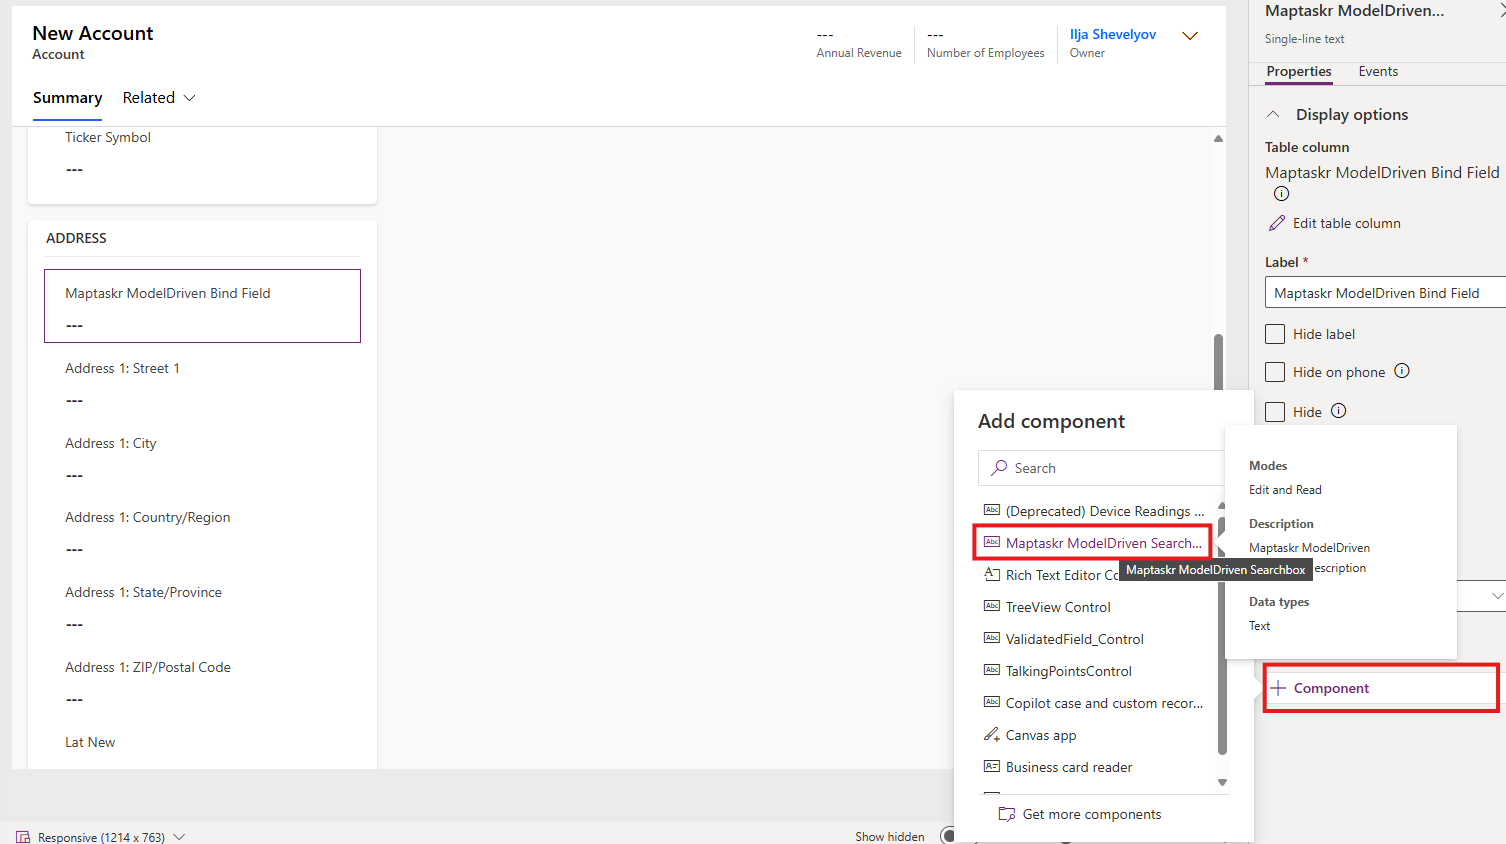 New Account
Account
---
Annual Revenue
---
Number of Employees
Ilja Shevelyov
Owner
Summary
Related
Ticker Symbol
---
ADDRESS
Maptaskr ModelDriven Bind Field
---
Address 1: Street 1
---
Address 1: City
---
Address 1: Country/Region
---
Address 1: State/Province
---
Address 1: ZIP/Postal Code
---
Lat New
Responsive (1214 x 763)
Show hidden
Add component
Search
(Deprecated) Device Readings ...
Maptaskr ModelDriven Search...
Rich Text Editor Co
TreeView Control
ValidatedField_Control
TalkingPointsControl
Copilot case and custom recor...
Canvas app
Business card reader
Get more components
Maptaskr ModelDriven Searchbox
Modes
Edit and Read
Description
Maptaskr ModelDriven
escription
Data types
Text
Maptaskr ModelDriven...
Single-line text
Properties
Events
Display options
Table column
Maptaskr ModelDriven Bind Field
Edit table column
Label *
Maptaskr ModelDriven Bind Field
Hide label
Hide on phone
Hide
Component